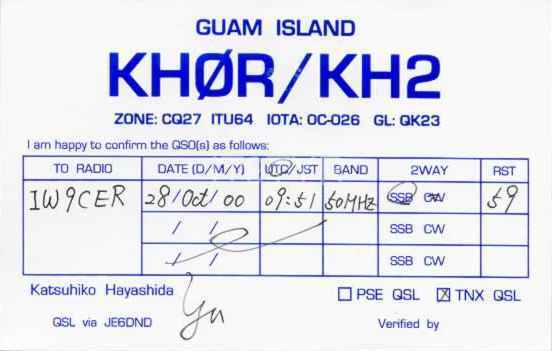 GUAM ISLAND
KHØR/KH2
ZONE: CQ27 ITU64 IOTA: OC-026 GL: QK23
I am happy to confirm the QSO(s) as follows:
TO RADIO DATE (D/M/Y) UTC/JST BAND 2WAY RST
IW9CER 28/Oct/00 09:51 50MHz SSB CW 59
/ / SSB CW
/ / SSB CW
Katsuhiko Hayashida ☐ PSE QSL ☒ TNX QSL
QSL via JE6DND Verified by